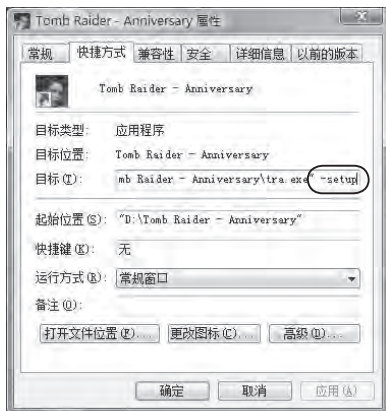 Tomb Raider - Anniversary 属性
常规 快捷方式 兼容性 安全 详细信息 以前的版本
Tomb Raider - Anniversary
目标类型: 应用程序
目标位置: Tomb Raider - Anniversary
目标(T): mb Raider - Anniversary\tra.exe" -setup
起始位置(S): "D:\Tomb Raider - Anniversary"
快捷键(K): 无
运行方式(R): 常规窗口
备注(O):
打开文件位置(F)... 更改图标(C)... 高级(D)...
确定 取消 应用(A)